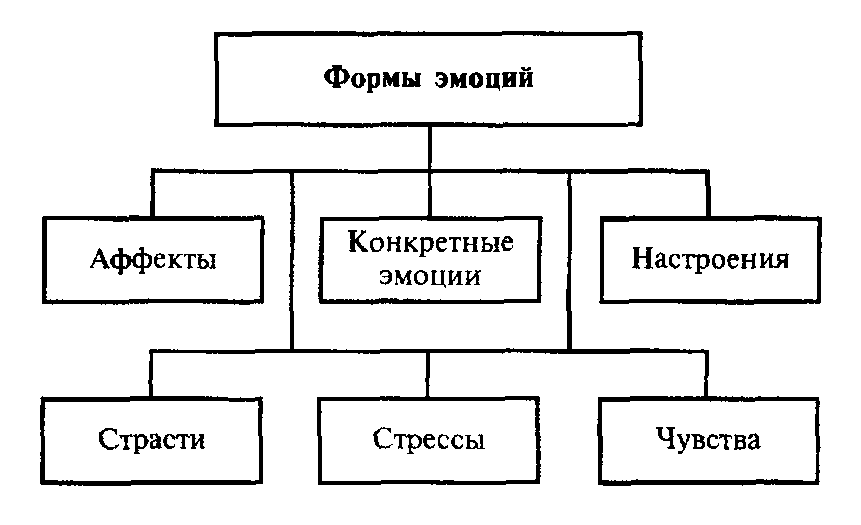 Формы эмоций
Аффекты
Конкретные
эмоции
Настроения
Страсти
Стрессы
Чувства